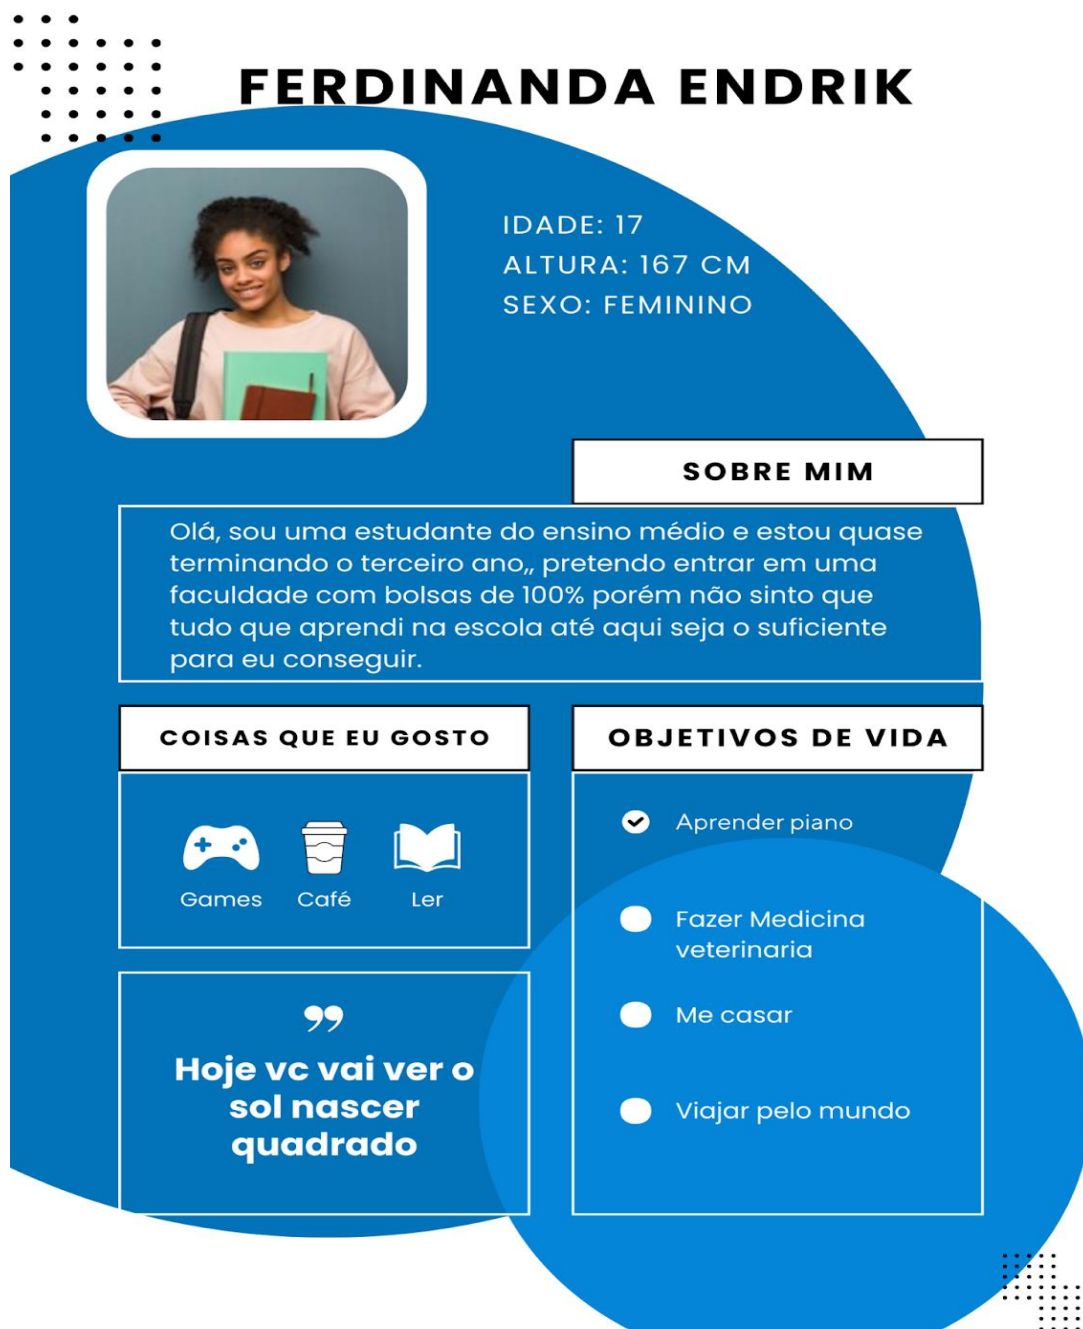 FERDINANDA ENDRIK
IDADE: 17
ALTURA: 167 CM
SEXO: FEMININO
SOBRE MIM
Olá, sou uma estudante do ensino médio e estou quase
terminando o terceiro ano,, pretendo entrar em uma
faculdade com bolsas de 100% porém não sinto que
tudo que aprendi na escola até aqui seja o suficiente
para eu conseguir.
COISAS QUE EU GOSTO
Games Café Ler
OBJETIVOS DE VIDA
Aprender piano
Fazer Medicina
veterinaria
Me casar
Viajar pelo mundo
"
Hoje vc vai ver o
sol nascer
quadrado